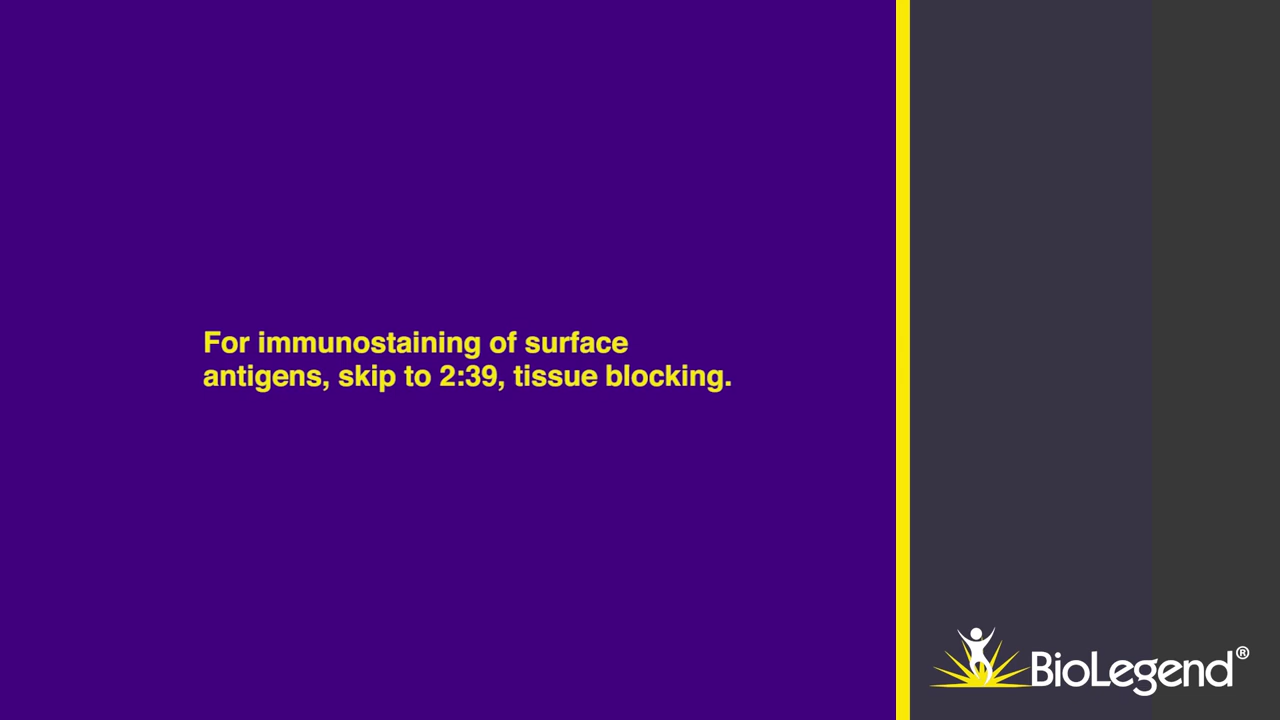 For immunostaining of surface
antigens, skip to 2:39, tissue blocking.
BioLegend®